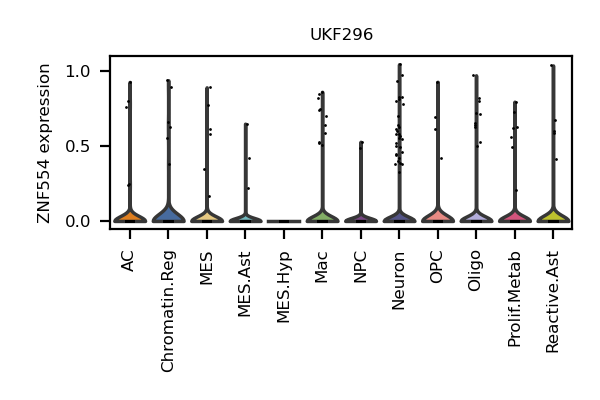 UKF296
ZNF554 expression
1.0
0.5
0.0
AC
Chromatin.Reg
MES
MES.Ast
MES.Hyp
Mac
NPC
Neuron
OPC
Oligo
Prolif.Metab
Reactive.Ast